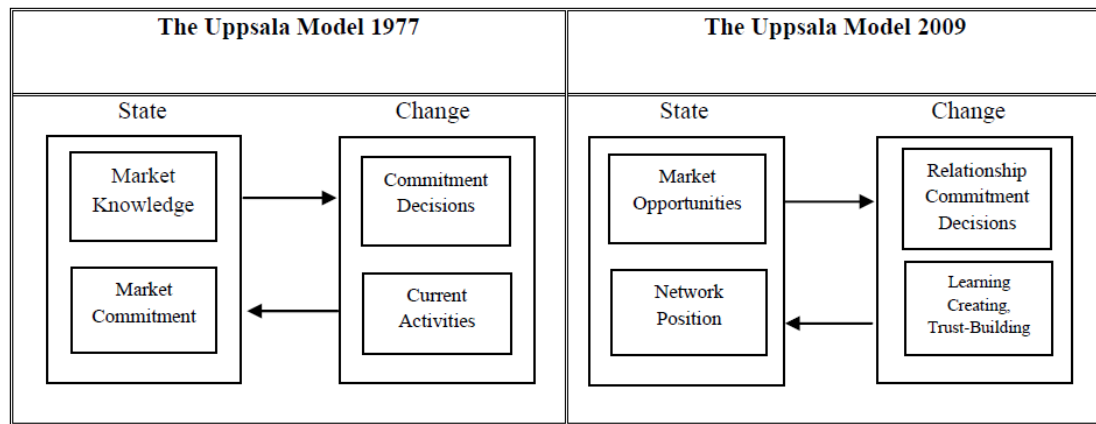 The Uppsala Model 1977
The Uppsala Model 2009
State
Change
Market
Knowledge
Commitment
Decisions
Market
Commitment
Current
Activities
State
Change
Market
Opportunities
Relationship
Commitment
Decisions
Network
Position
Learning
Creating,
Trust-Building